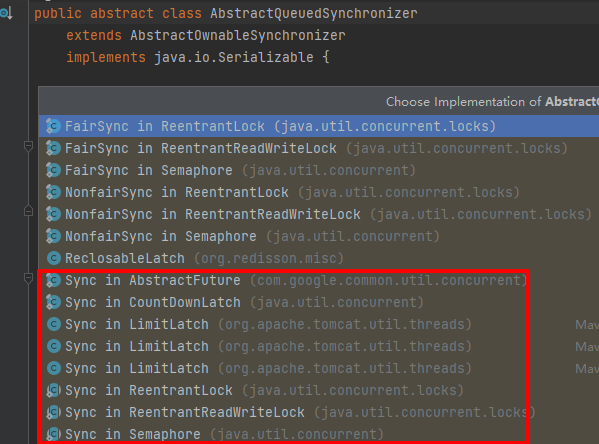 public abstract class AbstractQueuedSynchronizer
extends AbstractOwnableSynchronizer
implements java.io.Serializable {
Choose Implementation of AbstractQ
FairSync in ReentrantLock (java.util.concurrent.locks)
FairSync in ReentrantReadWriteLock (java.util.concurrent.locks)
FairSync in Semaphore (java.util.concurrent)
NonfairSync in ReentrantLock (java.util.concurrent.locks)
NonfairSync in ReentrantReadWriteLock (java.util.concurrent.locks)
NonfairSync in Semaphore (java.util.concurrent)
ReclosableLatch (org.redisson.misc)
Sync in AbstractFuture (com.google.common.util.concurrent)
Sync in CountDownLatch (java.util.concurrent)
Sync in LimitLatch (org.apache.tomcat.util.threads) Mav
Sync in LimitLatch (org.apache.tomcat.util.threads) Mav
Sync in LimitLatch (org.apache.tomcat.util.threads) Mav
Sync in ReentrantLock (java.util.concurrent.locks)
Sync in ReentrantReadWriteLock (java.util.concurrent.locks)
Sync in Semaphore (java.util.concurrent)